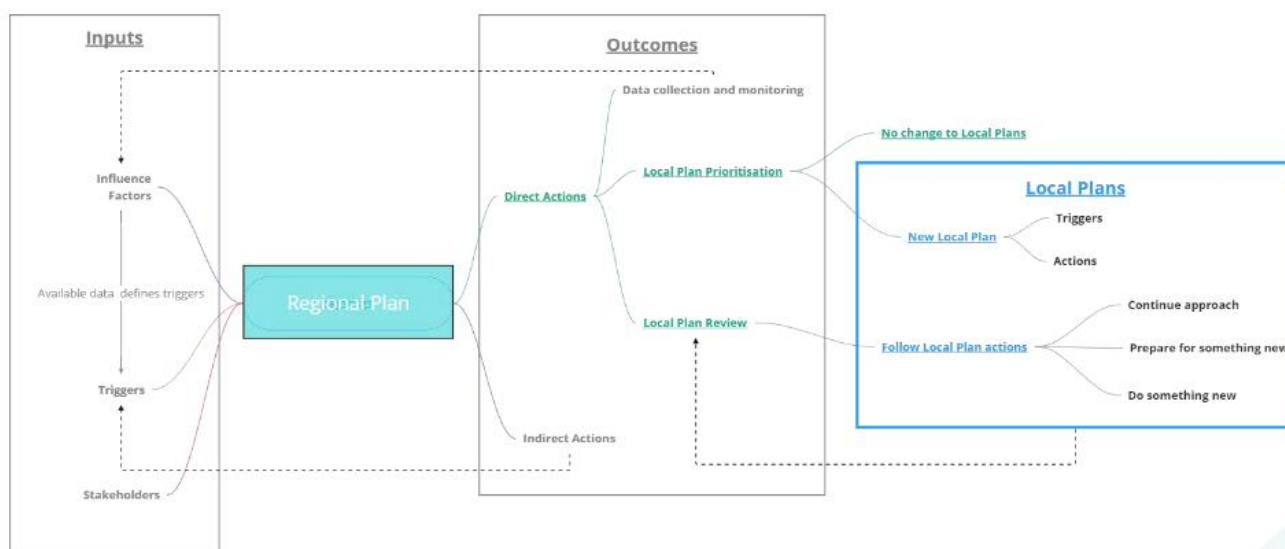 Inputs
Influence
Factors
Available data defines triggers
Triggers
Stakeholders
Regional Plan
Outcomes
Data collection and monitoring
Direct Actions
Local Plan Prioritisation
Local Plan Review
Indirect Actions
No change to Local Plans
Local Plans
New Local Plan
Triggers
Actions
Follow Local Plan actions
Continue approach
Prepare for something new
Do something new